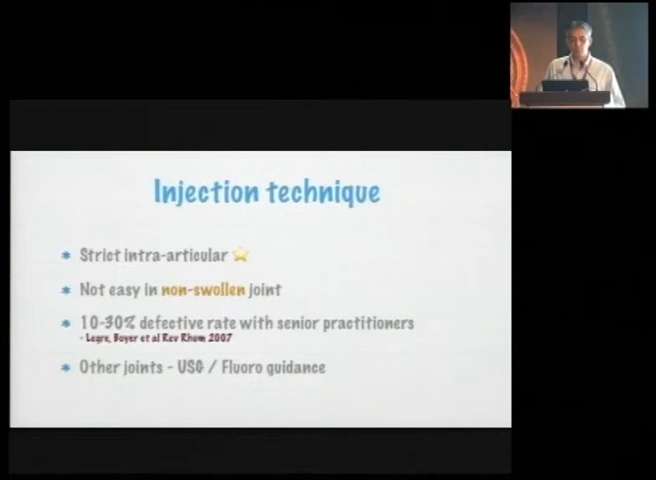 Injection technique
* Strict intra-articular
* Not easy in non-swollen joint
* 10-30% defective rate with senior practitioners
- Legre, Boyer et al Rev Rhum 2007
* Other joints - USG / Fluoro guidance